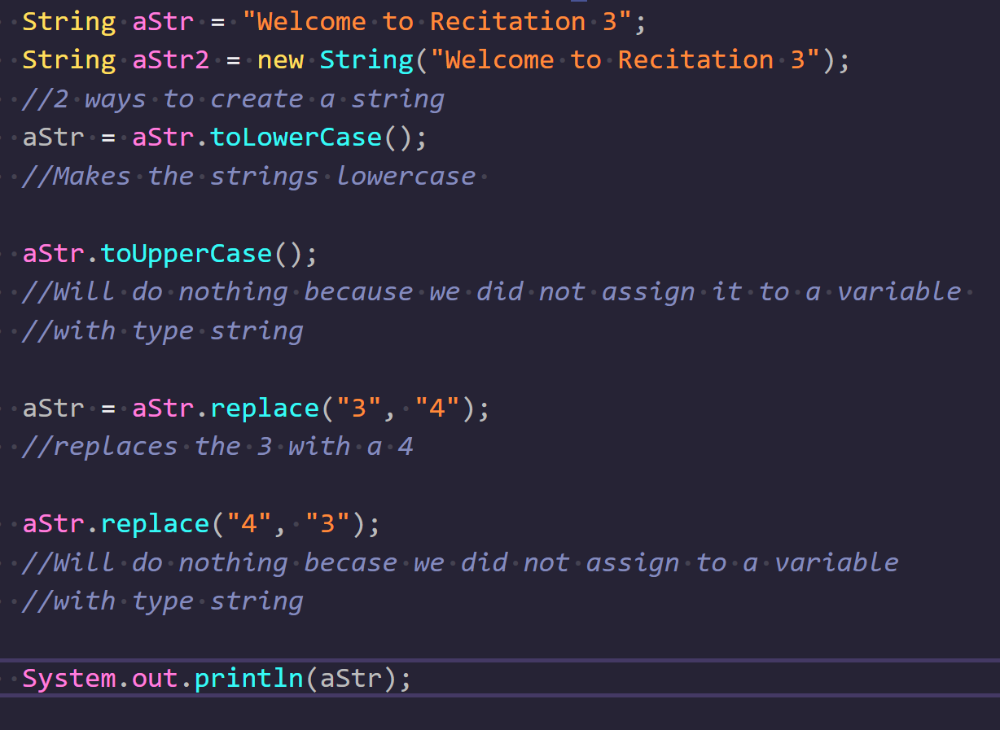 String aStr = "Welcome to Recitation 3";
String aStr2 = new String("Welcome to Recitation 3");
//2 ways to create a string
aStr = aStr.toLowerCase();
//Makes the strings lowercase
aStr.toUpperCase();
//Will do nothing because we did not assign it to a variable
//with type string
aStr = aStr.replace("3", "4");
//replaces the 3 with a 4
aStr.replace("4", "3");
//Will do nothing becase we did not assign to a variable
//with type string
System.out.println(aStr);